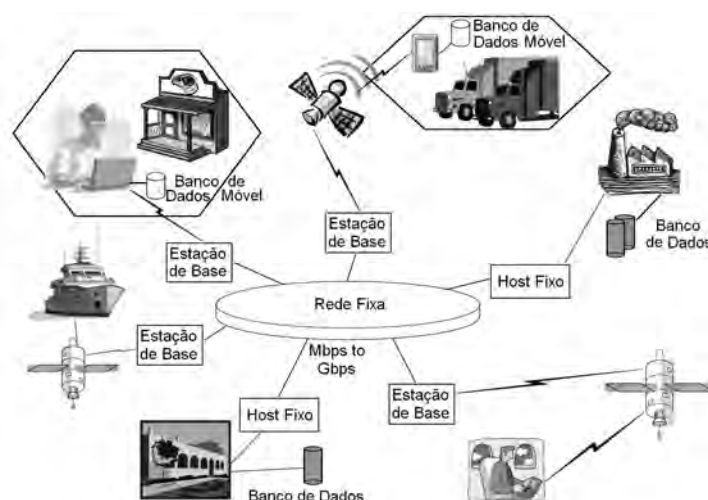 Banco de
Dados Móvel
Banco de
Dados Móvel
Estação
de Base
Estação
de Base
Banco
de Dados
Host Fixo
Rede Fixa
Estação
de Base
Mbps to
Gbps
Estação
de Base
Host Fixo
Banco de Dados